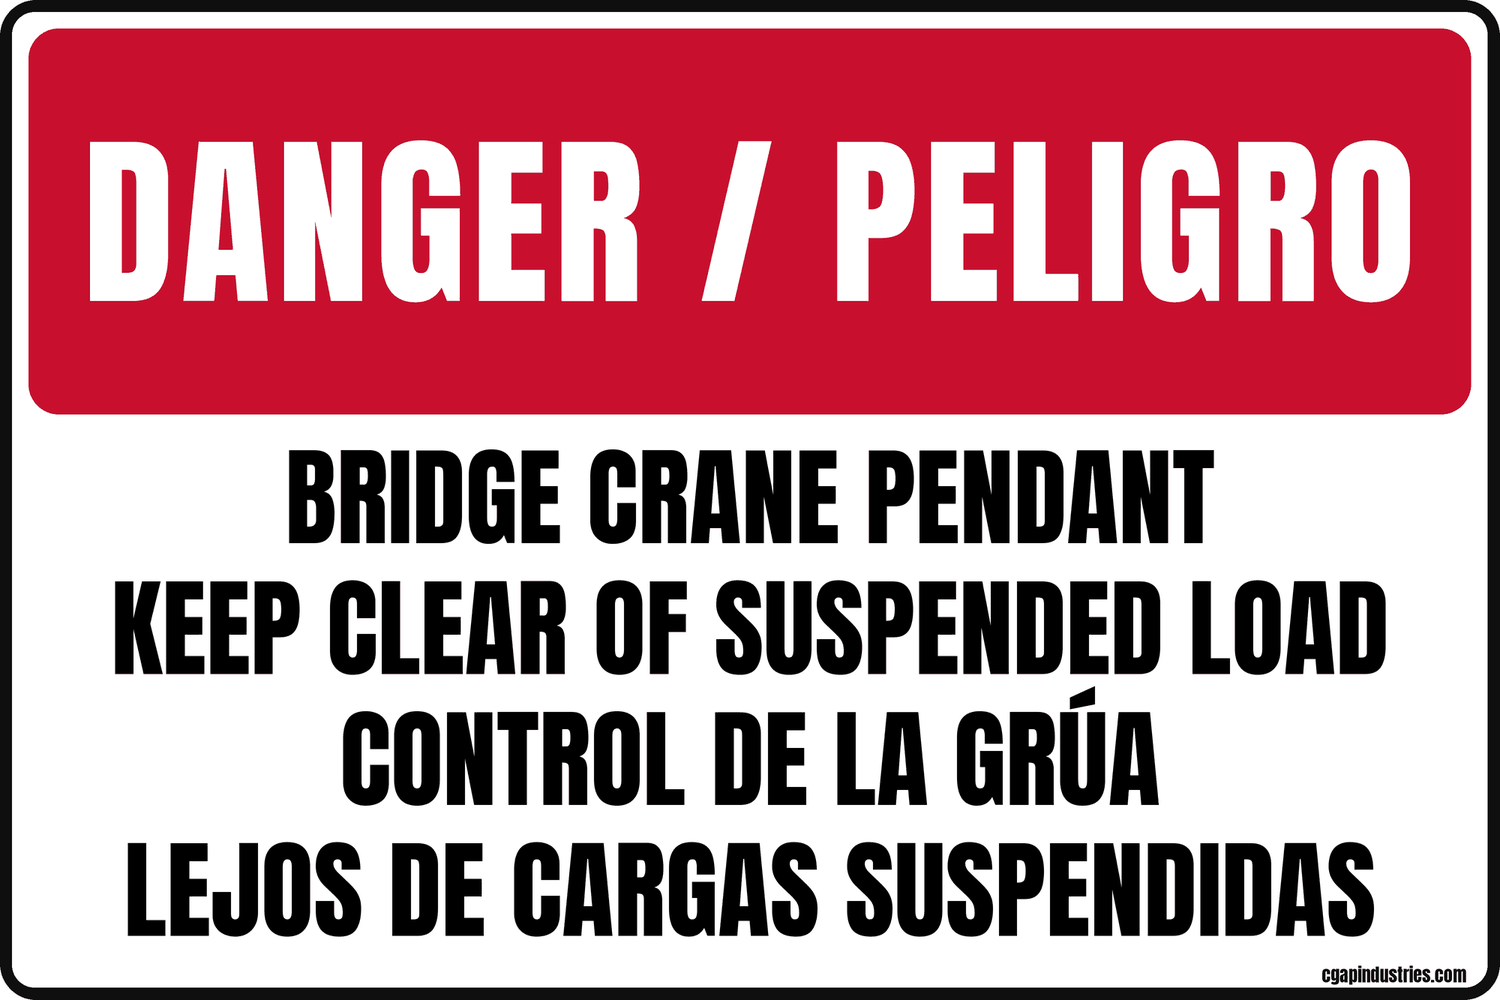 DANGER / PELIGRO
BRIDGE CRANE PENDANT
KEEP CLEAR OF SUSPENDED LOAD
CONTROL DE LA GRÚA
LEJOS DE CARGAS SUSPENDIDAS
cgapindustries.com